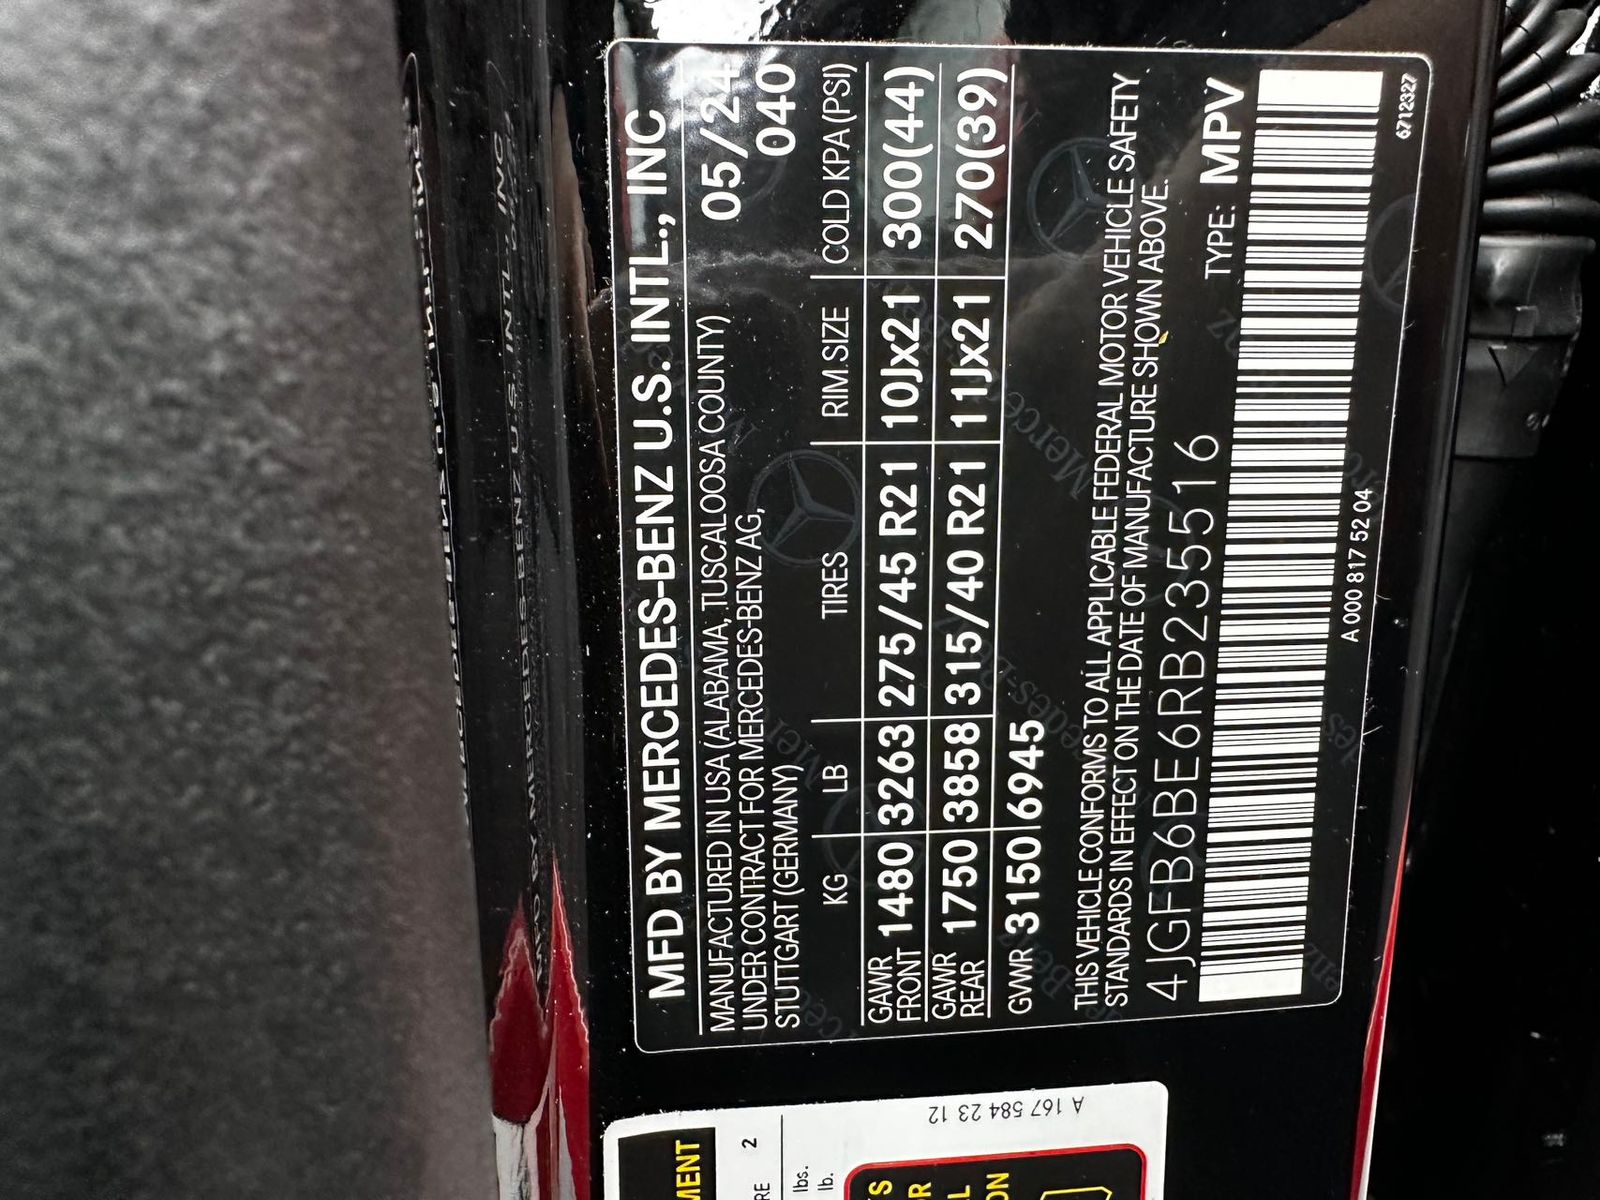 MFD BY MERCEDES-BENZ U.S. INTL., INC
MANUFACTURED IN USA (ALABAMA, TUSCALOOSA COUNTY) 05/24
UNDER CONTRACT FOR MERCEDES-BENZ AG, 040
STUTTGART (GERMANY)
KG LB TIRES RIM SIZE COLD KPA (PSI)
GAWR FRONT 1480 3263 275/45 R21 10Jx21 300(44)
GAWR REAR 1750 3858 315/40 R21 11Jx21 270(39)
GVWR 3150 6945
THIS VEHICLE CONFORMS TO ALL APPLICABLE FEDERAL MOTOR VEHICLE SAFETY
STANDARDS IN EFFECT ON THE DATE OF MANUFACTURE SHOWN ABOVE.
4JGFB6BE6RB235516 TYPE: MPV
A 000 817 52 04
6712327
A 167 584 23 12
MENT
2
lbs.
lb.